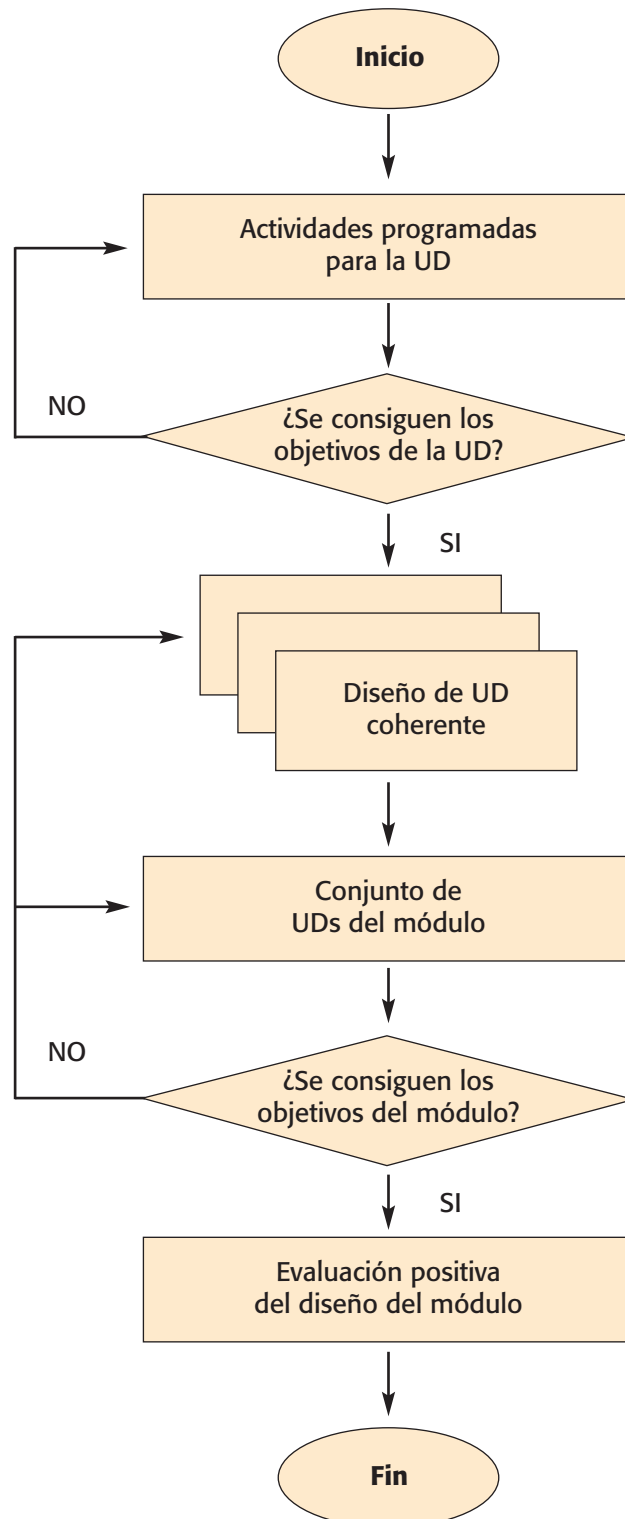 Inicio
Actividades programadas
para la UD
NO
¿Se consiguen los
objetivos de la UD?
SI
Diseño de UD
coherente
Conjunto de
UDs del módulo
NO
¿Se consiguen los
objetivos del módulo?
SI
Evaluación positiva
del diseño del módulo
Fin